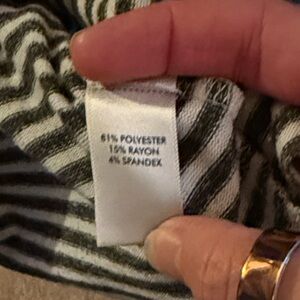 81% POLYESTER
15% RAYON
4% SPANDEX